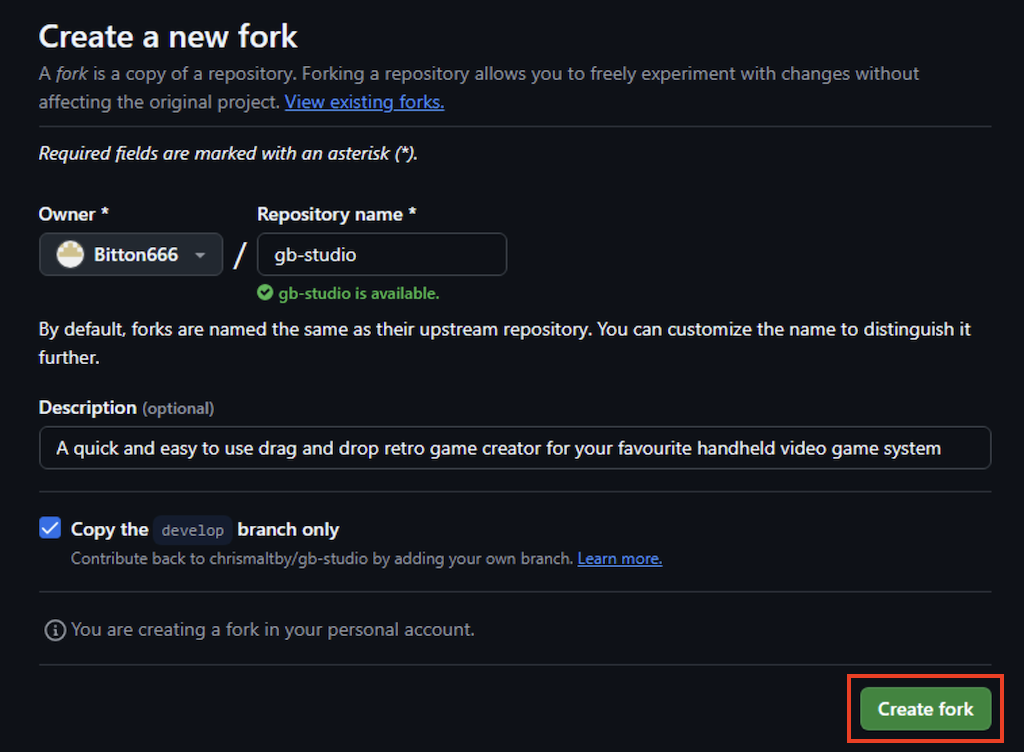 Create a new fork
A fork is a copy of a repository. Forking a repository allows you to freely experiment with changes without
affecting the original project. View existing forks.
Required fields are marked with an asterisk (*).
Owner *
Repository name *
Bitton666
/
gb-studio
gb-studio is available.
By default, forks are named the same as their upstream repository. You can customize the name to distinguish it
further.
Description (optional)
A quick and easy to use drag and drop retro game creator for your favourite handheld video game system
Copy the develop branch only
Contribute back to chrismaltby/gb-studio by adding your own branch. Learn more.
You are creating a fork in your personal account.
Create fork